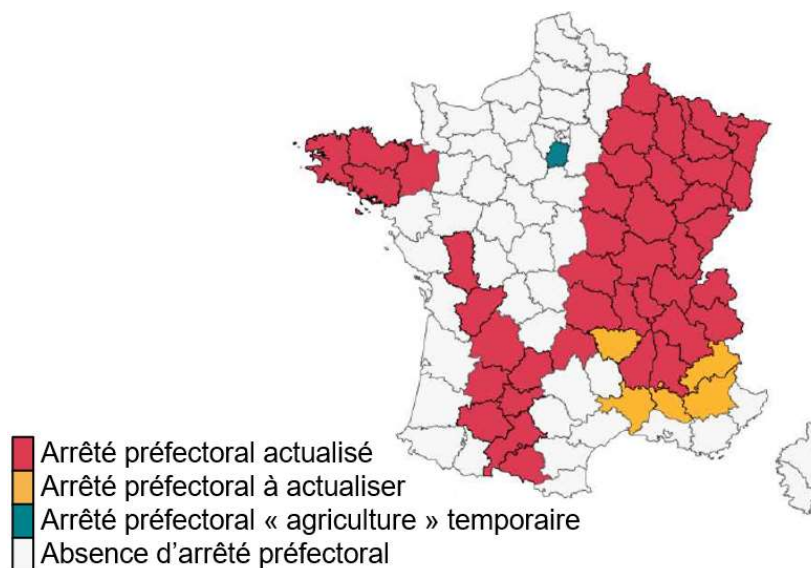 Arrêté préfectoral actualisé
Arrêté préfectoral à actualiser
Arrêté préfectoral « agriculture » temporaire
Absence d'arrêté préfectoral